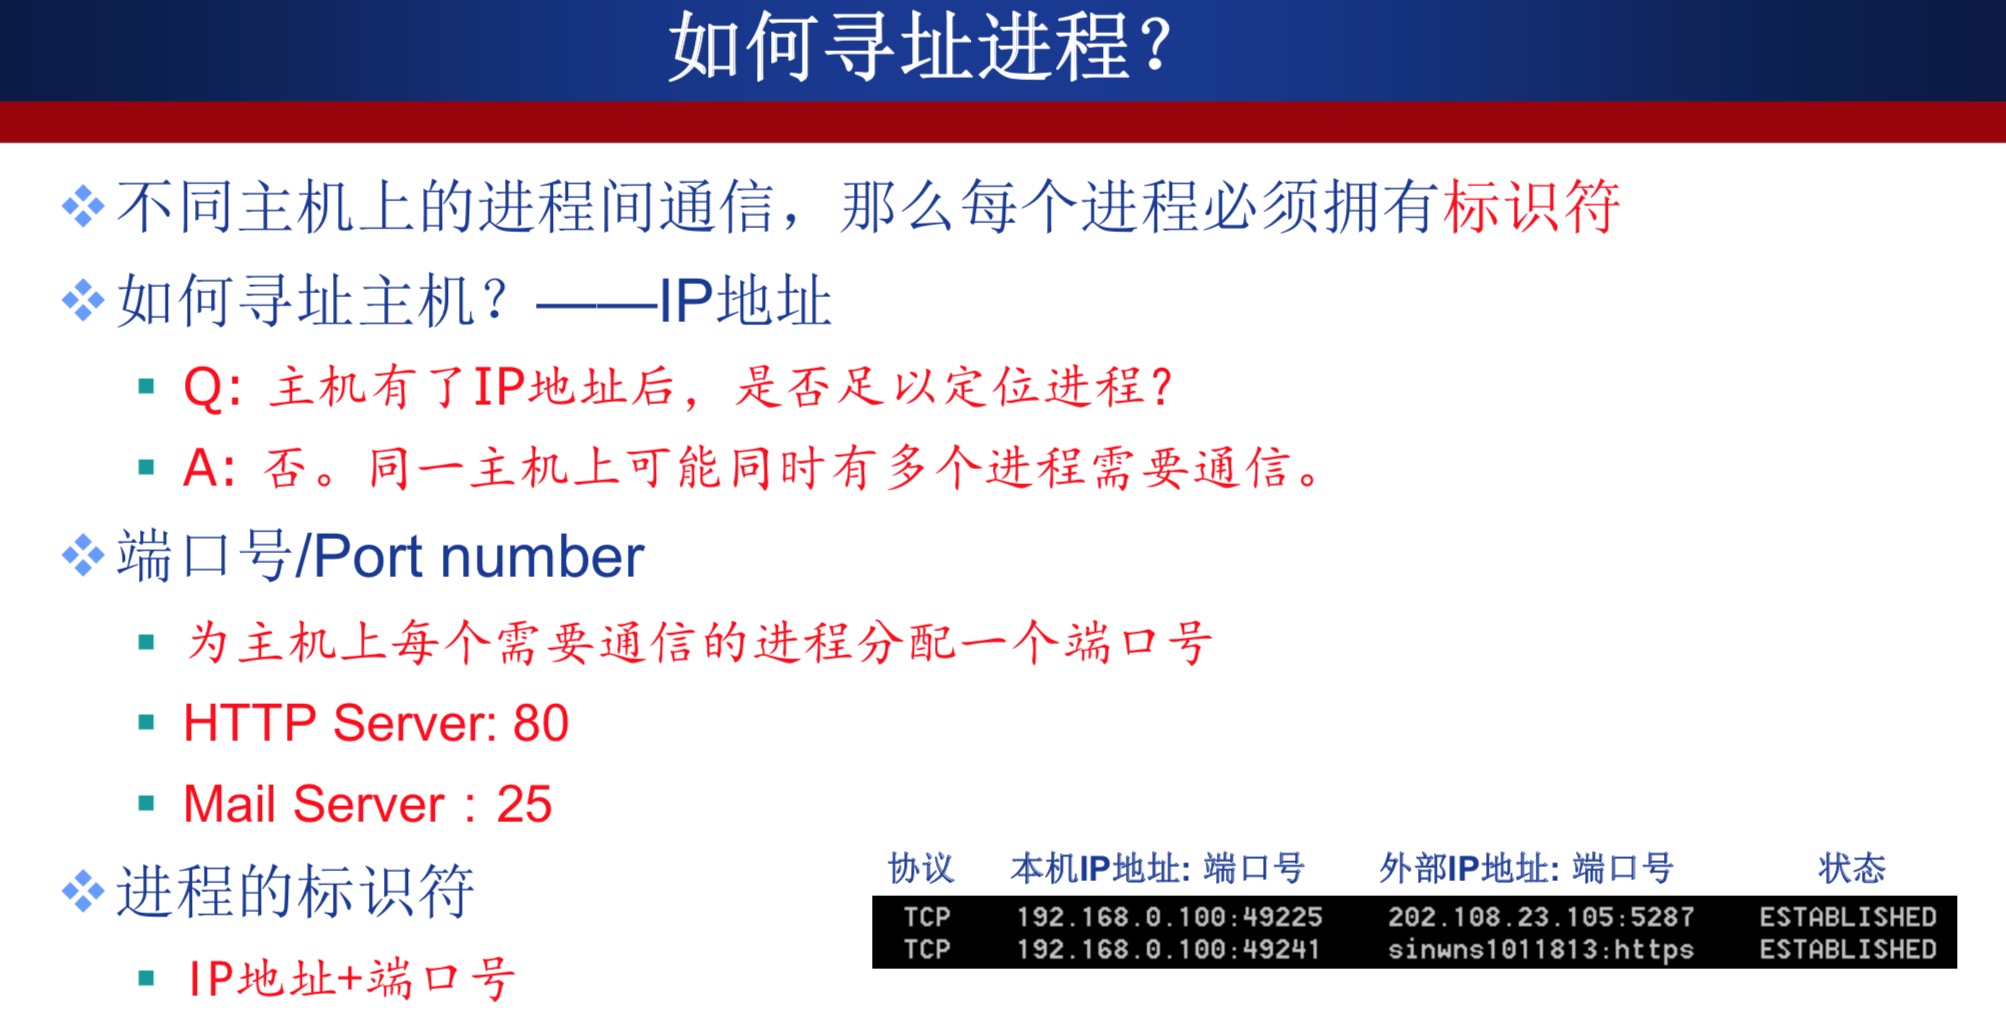 如何寻址进程？
不同主机上的进程间通信，那么每个进程必须拥有标识符
如何寻址主机？——IP地址
Q: 主机有了IP地址后，是否足以定位进程？
A: 否。同一主机上可能同时有多个进程需要通信。
端口号/Port number
为主机上每个需要通信的进程分配一个端口号
HTTP Server: 80
Mail Server：25
进程的标识符
IP地址+端口号
协议 本机IP地址: 端口号 外部IP地址: 端口号 状态
TCP 192.168.0.100:49225 202.108.23.105:5287 ESTABLISHED
TCP 192.168.0.100:49241 sinwns1011813:https ESTABLISHED